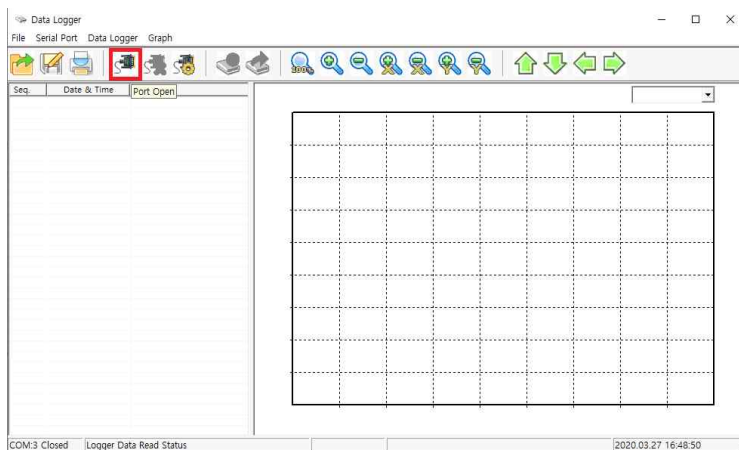 Data Logger
File Serial Port Data Logger Graph
100%
Seq. Date & Time Port Open
COM:3 Closed Logger Data Read Status 2020.03.27 16:48:50